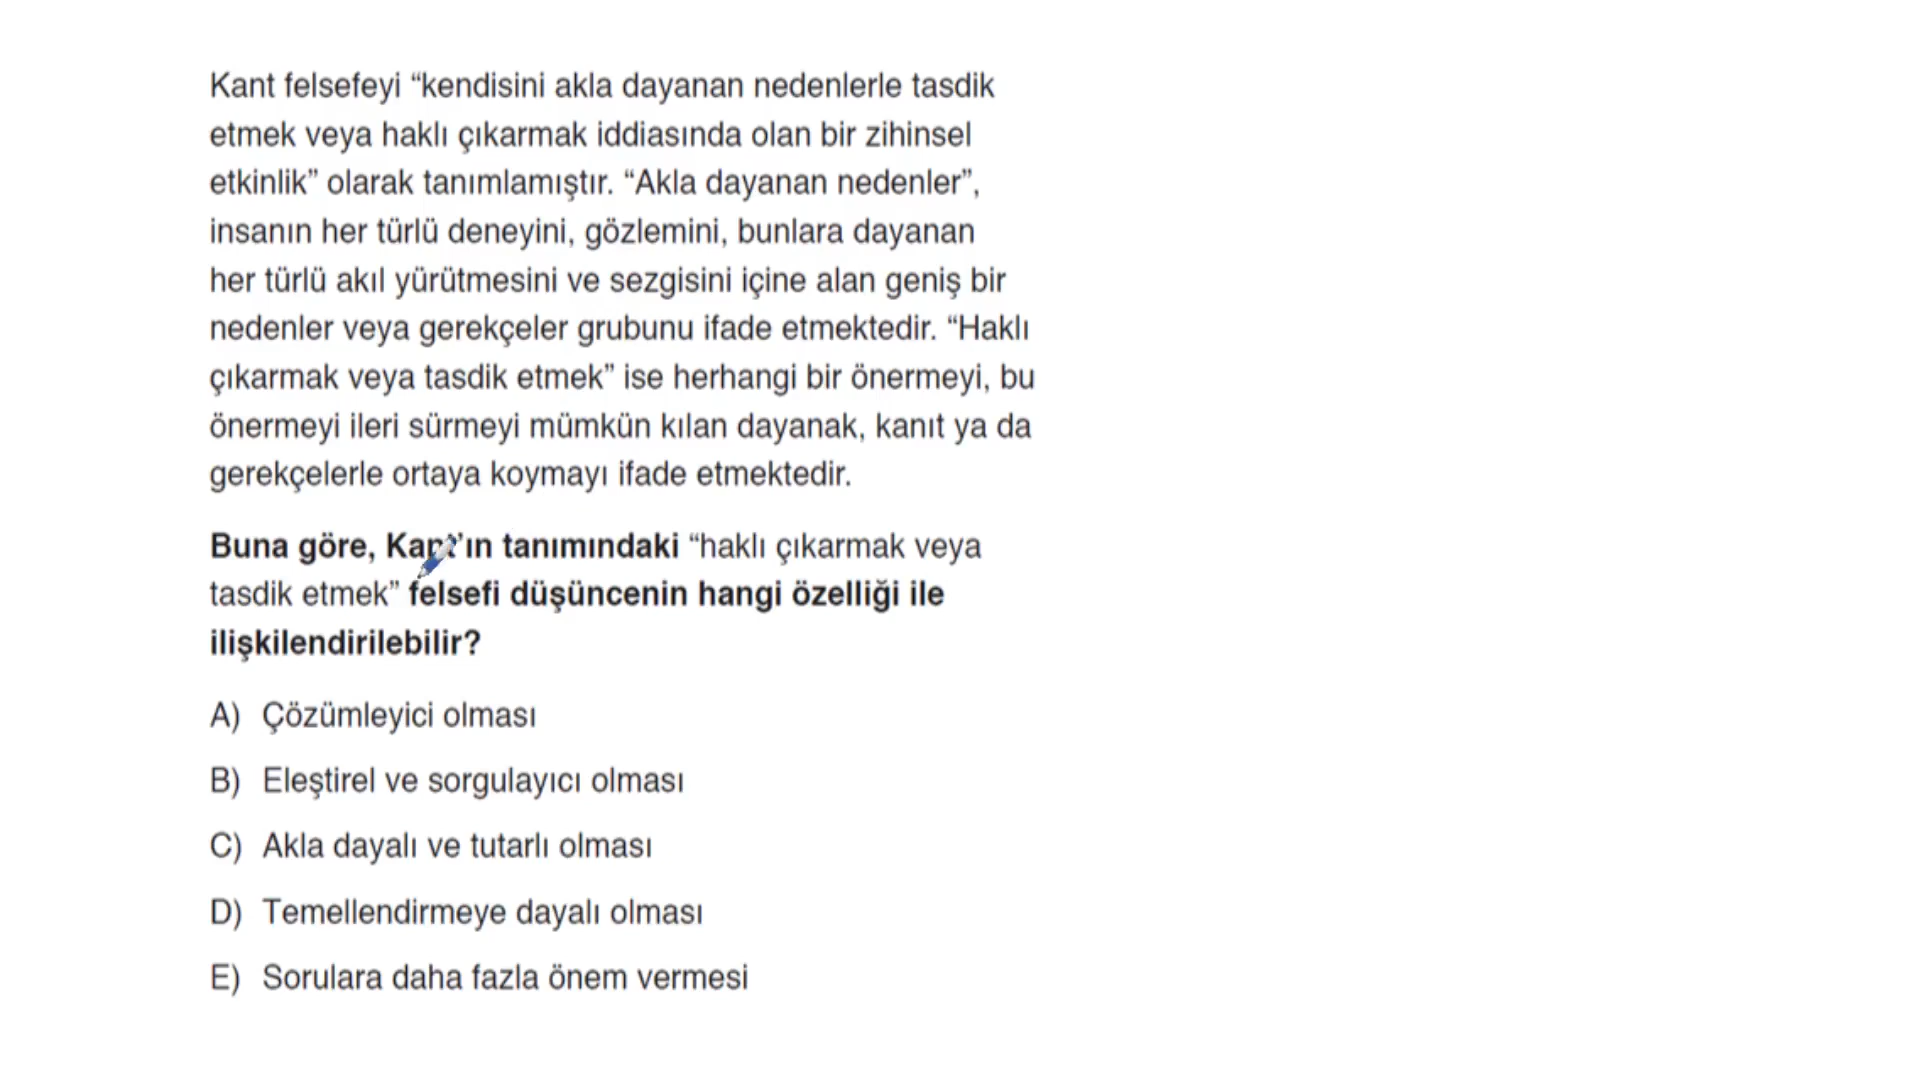 Kant felsefeyi “kendisini akla dayanan nedenlerle tasdik
etmek veya haklı çıkarmak iddiasında olan bir zihinsel
etkinlik” olarak tanımlamıştır. “Akla dayanan nedenler”,
insanın her türlü deneyini, gözlemini, bunlara dayanan
her türlü akıl yürütmesini ve sezgisini içine alan geniş bir
nedenler veya gerekçeler grubunu ifade etmektedir. “Haklı
çıkarmak veya tasdik etmek” ise herhangi bir önermeyi, bu
önermeyi ileri sürmeyi mümkün kılan dayanak, kanıt ya da
gerekçelerle ortaya koymayı ifade etmektedir.
Buna göre, Kant’ın tanımındaki “haklı çıkarmak veya
tasdik etmek” felsefi düşüncenin hangi özelliği ile
ilişkilendirilebilir?
A) Çözümleyici olması
B) Eleştirel ve sorgulayıcı olması
C) Akla dayalı ve tutarlı olması
D) Temellendirmeye dayalı olması
E) Sorulara daha fazla önem vermesi